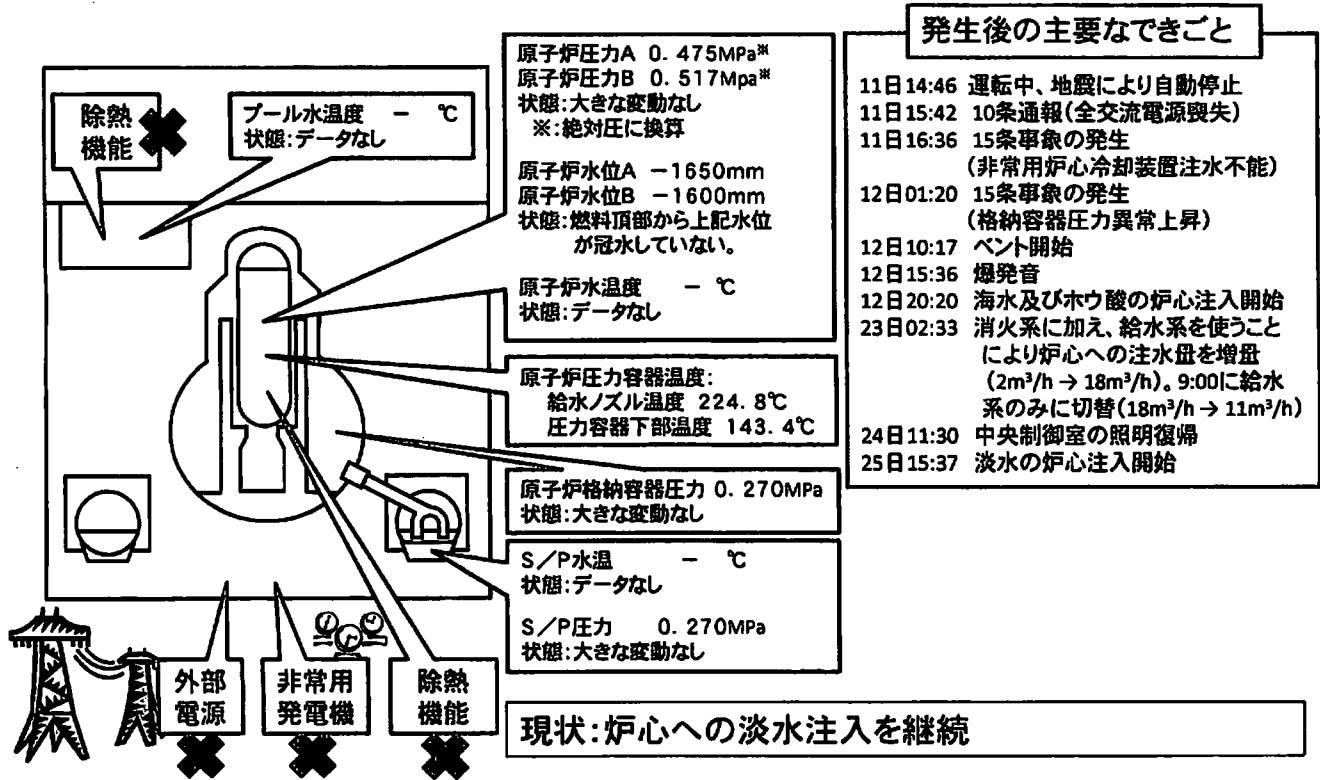 除熱
機能
プール水温度 － ℃
状態:データなし
原子炉圧力A 0.475MPa※
原子炉圧力B 0.517Mpa※
状態:大きな変動なし
※:絶対圧に換算
原子炉水位A －1650mm
原子炉水位B －1600mm
状態:燃料頂部から上記水位
が冠水していない。
原子炉水温度 － ℃
状態:データなし
原子炉圧力容器温度:
給水ノズル温度 224.8℃
圧力容器下部温度 143.4℃
原子炉格納容器圧力 0.270MPa
状態:大きな変動なし
S／P水温 － ℃
状態:データなし
S／P圧力 0.270MPa
状態:大きな変動なし
外部
電源
非常用
発電機
除熱
機能
現状:炉心への淡水注入を継続
発生後の主要なできごと
11日14:46 運転中、地震により自動停止
11日15:42 10条通報(全交流電源喪失)
11日16:36 15条事象の発生
(非常用炉心冷却装置注水不能)
12日01:20 15条事象の発生
(格納容器圧力異常上昇)
12日10:17 ベント開始
12日15:36 爆発音
12日20:20 海水及びホウ酸の炉心注入開始
23日02:33 消火系に加え、給水系を使うこと
により炉心への注水量を増量
(2m³/h → 18m³/h)。9:00に給水
系のみに切替(18m³/h → 11m³/h)
24日11:30 中央制御室の照明復帰
25日15:37 淡水の炉心注入開始